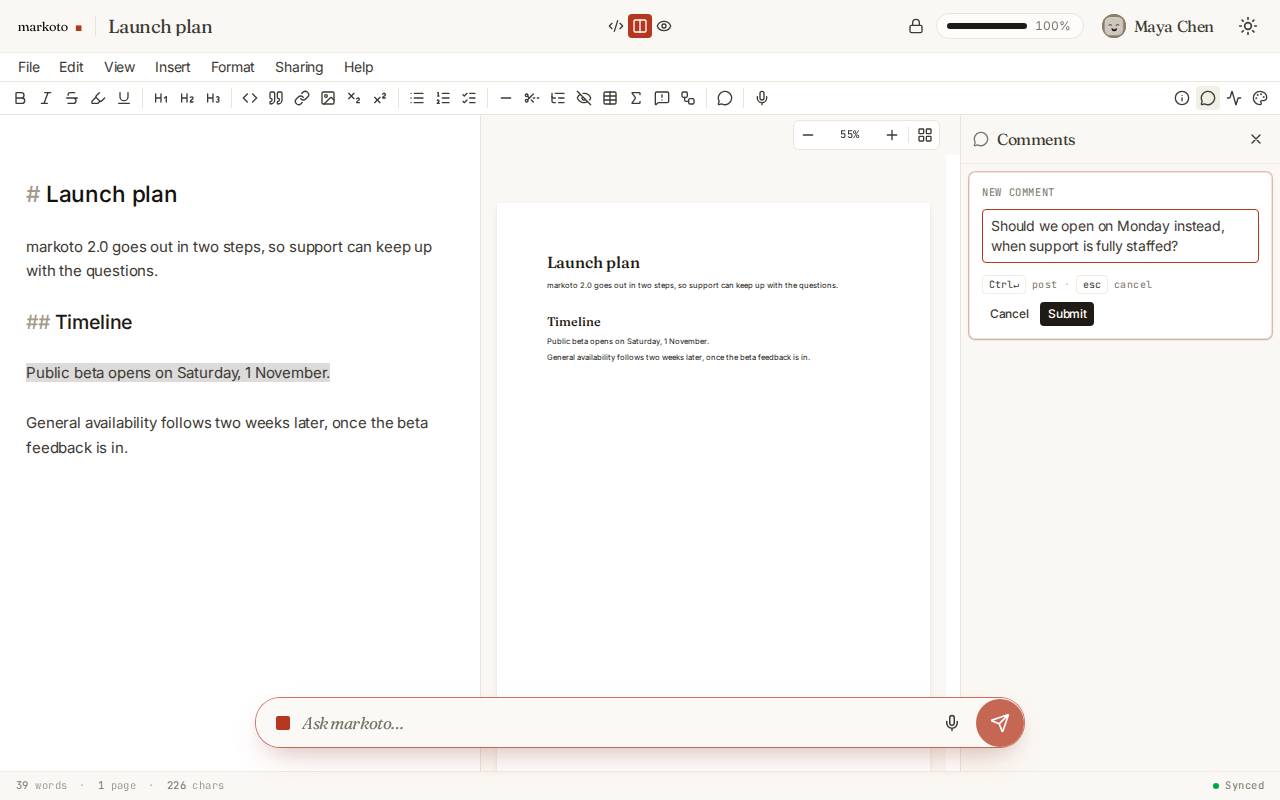 markoto
Launch plan
100%
Maya Chen
File Edit View Insert Format Sharing Help
H1 H2 H3
55%
# Launch plan
markoto 2.0 goes out in two steps, so support can keep up
with the questions.
## Timeline
Public beta opens on Saturday, 1 November.
General availability follows two weeks later, once the beta
feedback is in.
Launch plan
markoto 2.0 goes out in two steps, so support can keep up with the questions.
Timeline
Public beta opens on Saturday, 1 November.
General availability follows two weeks later, once the beta feedback is in.
Comments
NEW COMMENT
Should we open on Monday instead,
when support is fully staffed?
Ctrl↵ post · esc cancel
Cancel Submit
Ask markoto...
39 words · 1 page · 226 chars
Synced